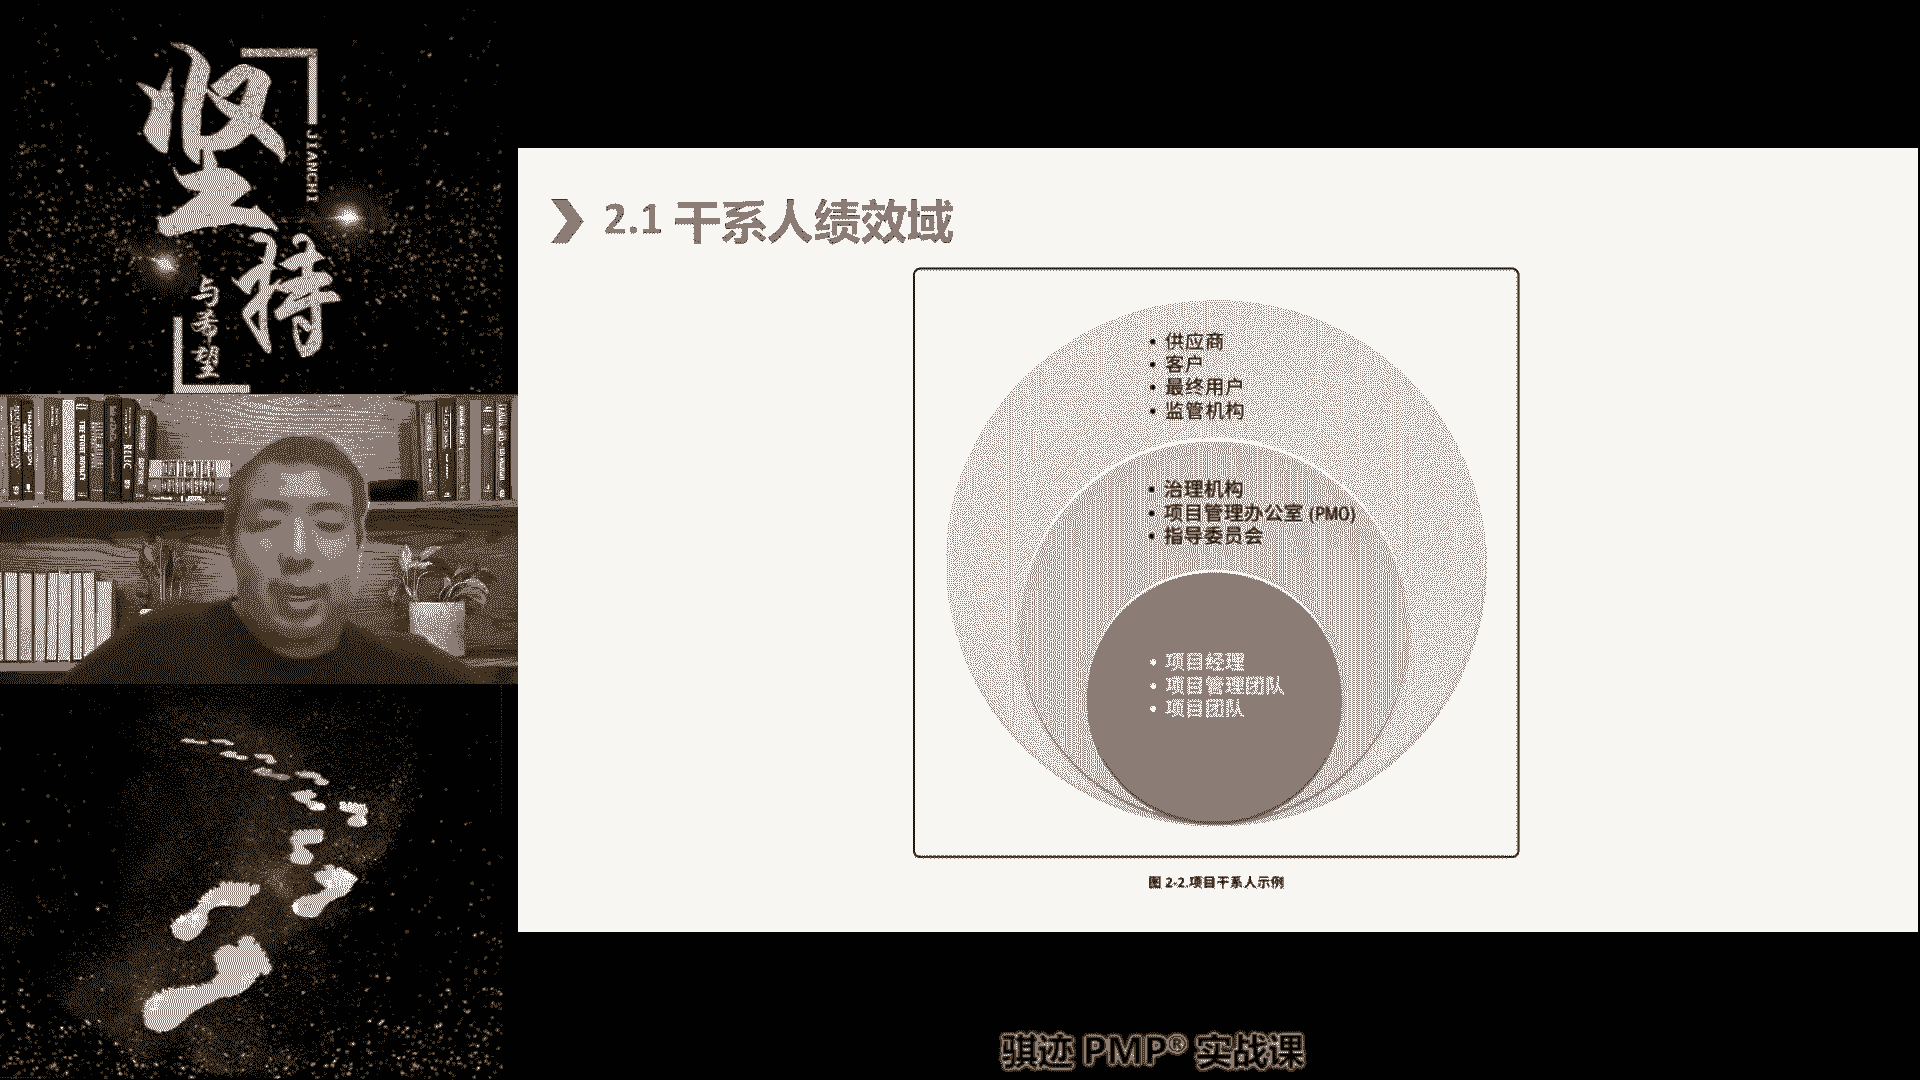 坚持
JIANCHI
与希望
2.1 干系人绩效域
• 供应商
• 客户
• 最终用户
• 监管机构
• 治理机构
• 项目管理办公室 (PMO)
• 指导委员会
• 项目经理
• 项目管理团队
• 项目团队
图 2-2.项目干系人示例
骐迹 PMP® 实战课